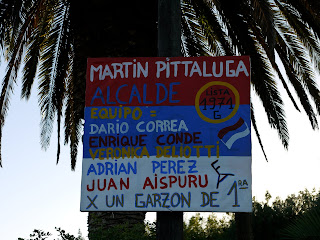 MARTIN PITTALUGA
ALCALDE
EQUIPO =
DARIO CORREA
ENRIQUE CONDE
VERONICA DELIOTTI
ADRIAN PEREZ
JUAN AISPURU
X UN GARZON DE 1RA
LISTA
1971
G
F
Y